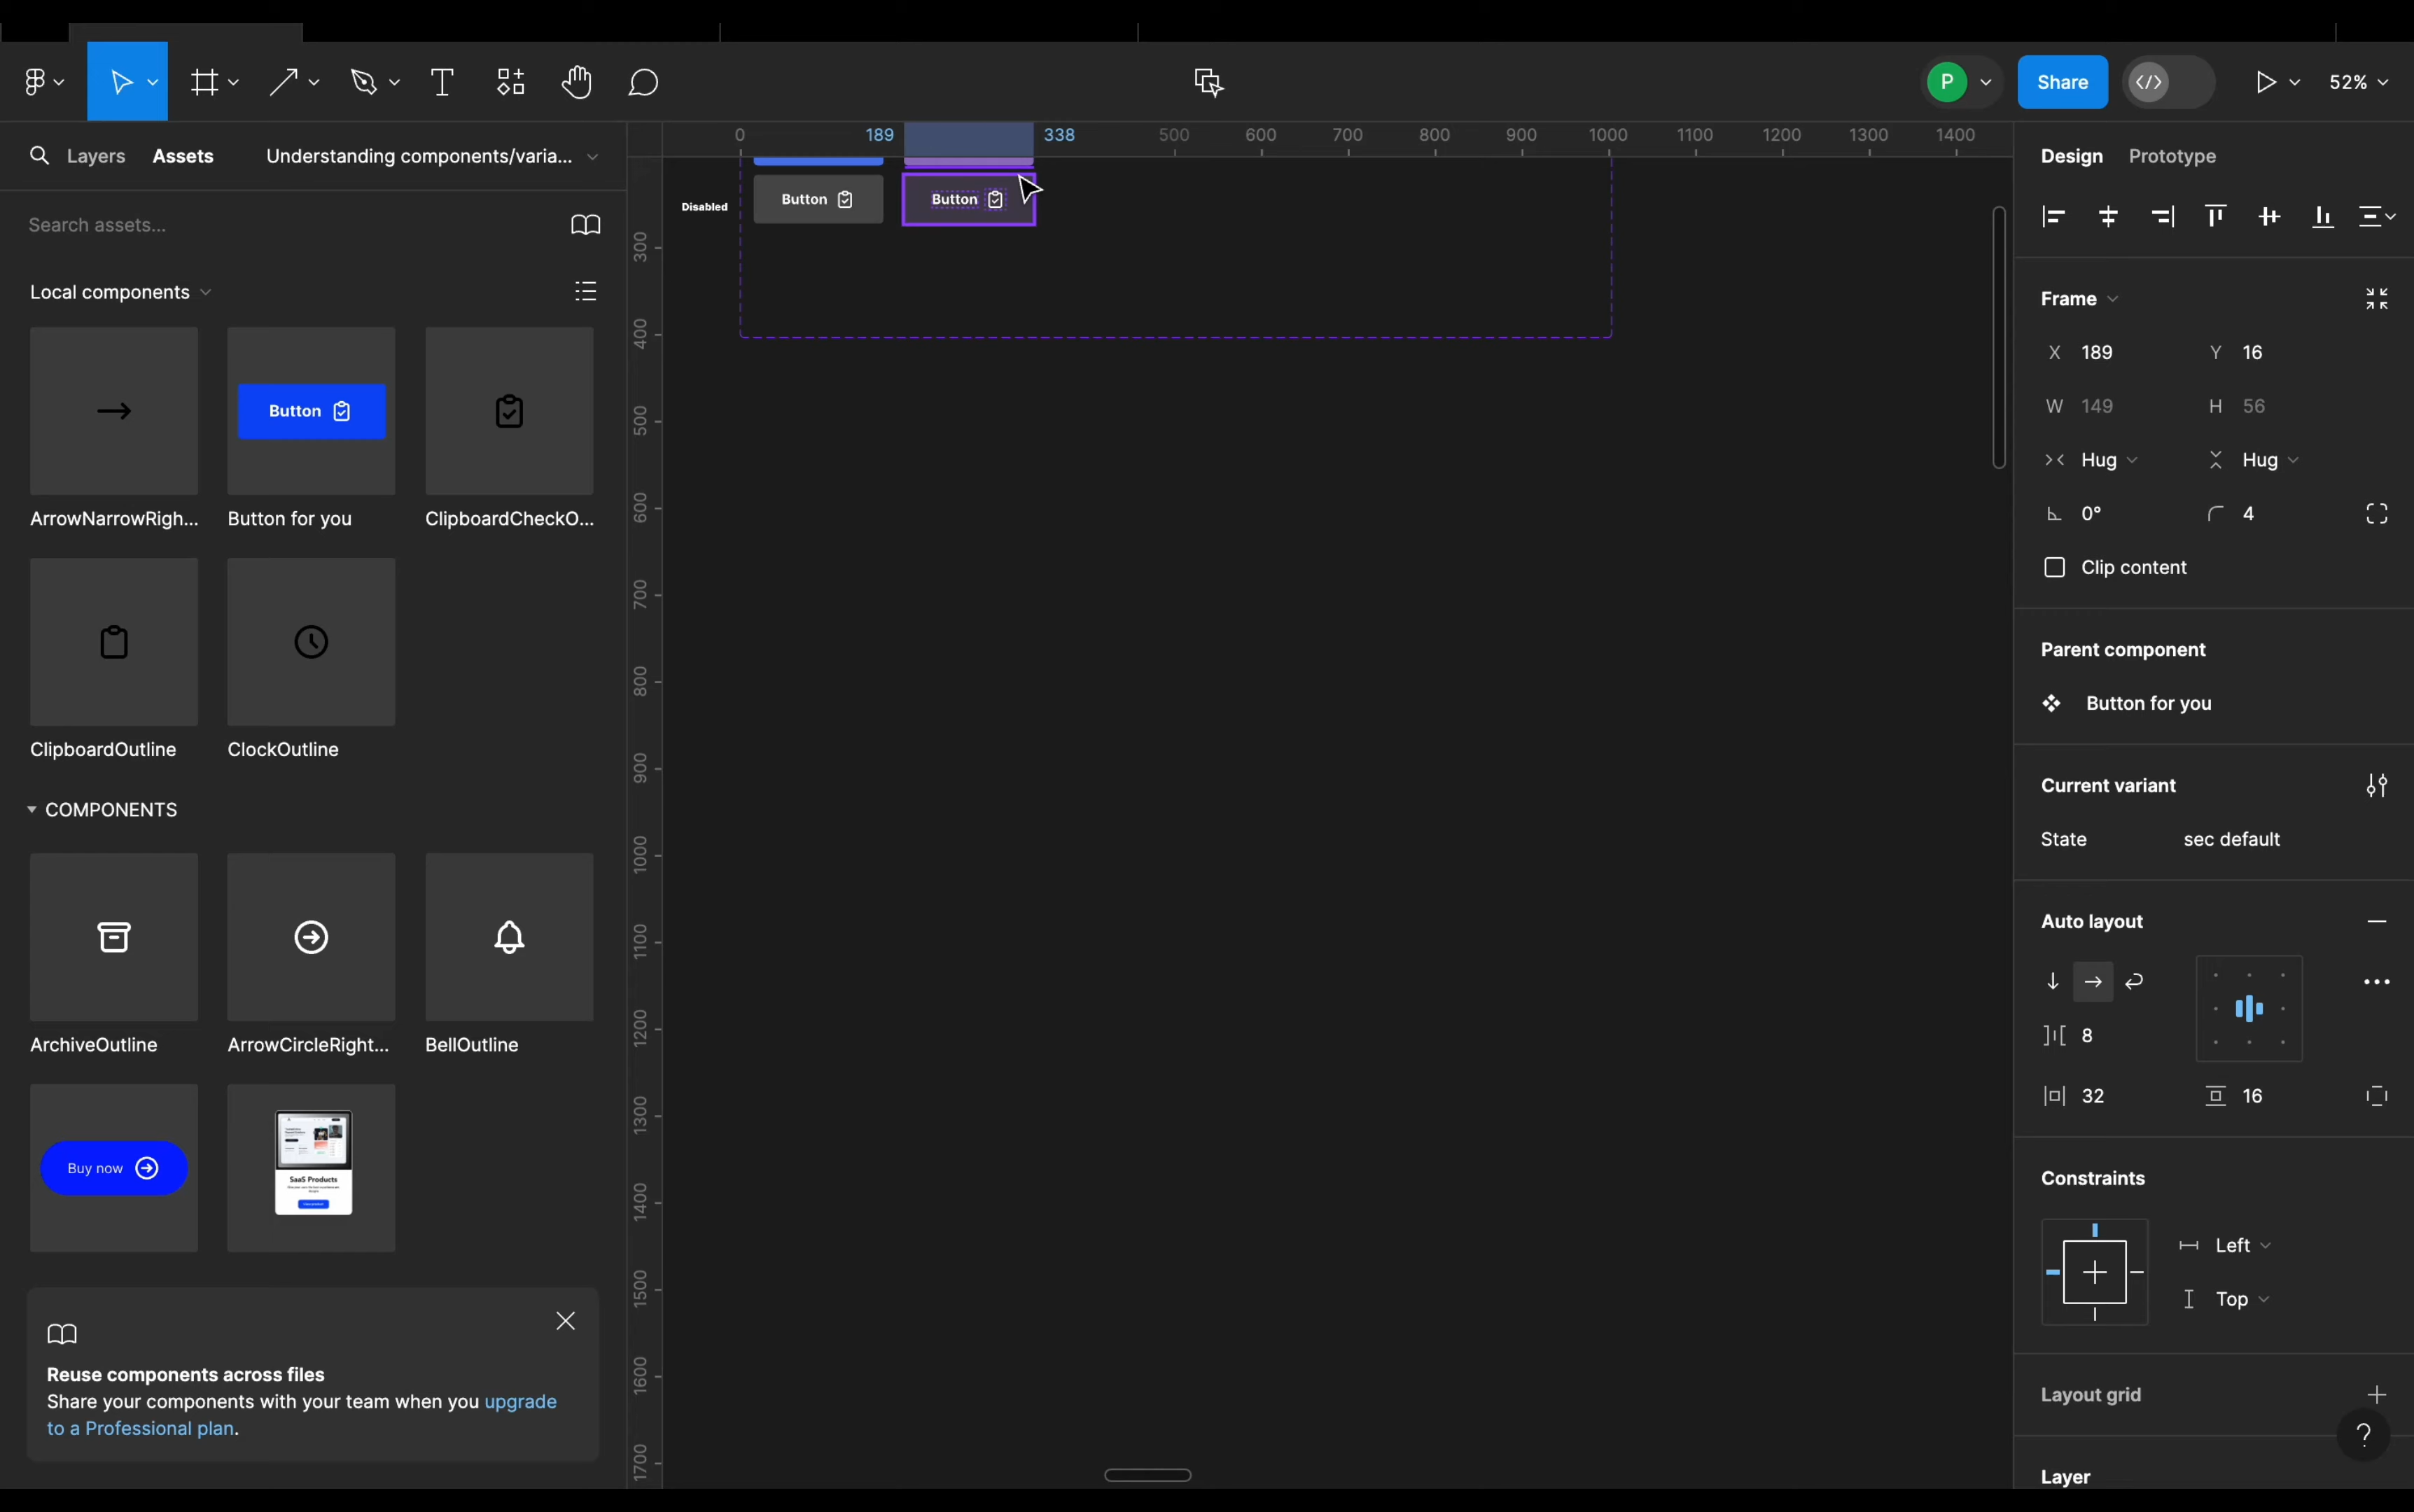 P
Share
52%
Layers
Assets
Understanding components/varia...
Search assets...
Local components
ArrowNarrowRigh...
Button
Button for you
ClipboardCheckO...
ClipboardOutline
ClockOutline
COMPONENTS
ArchiveOutline
ArrowCircleRight...
BellOutline
Buy now
SaaS Products
Reuse components across files
Share your components with your team when you upgrade
to a Professional plan.
0 189 338 500 600 700 800 900 1000 1100 1200 1300 1400
300
400
500
600
700
800
900
1000
1100
1200
1300
1400
1500
1600
1700
Disabled
Button
Button
Design
Prototype
Frame
X 189 Y 16
W 149 H 56
Hug Hug
0° 4
Clip content
Parent component
Button for you
Current variant
State sec default
Auto layout
8
32 16
Constraints
Left
Top
Layout grid
?
Layer